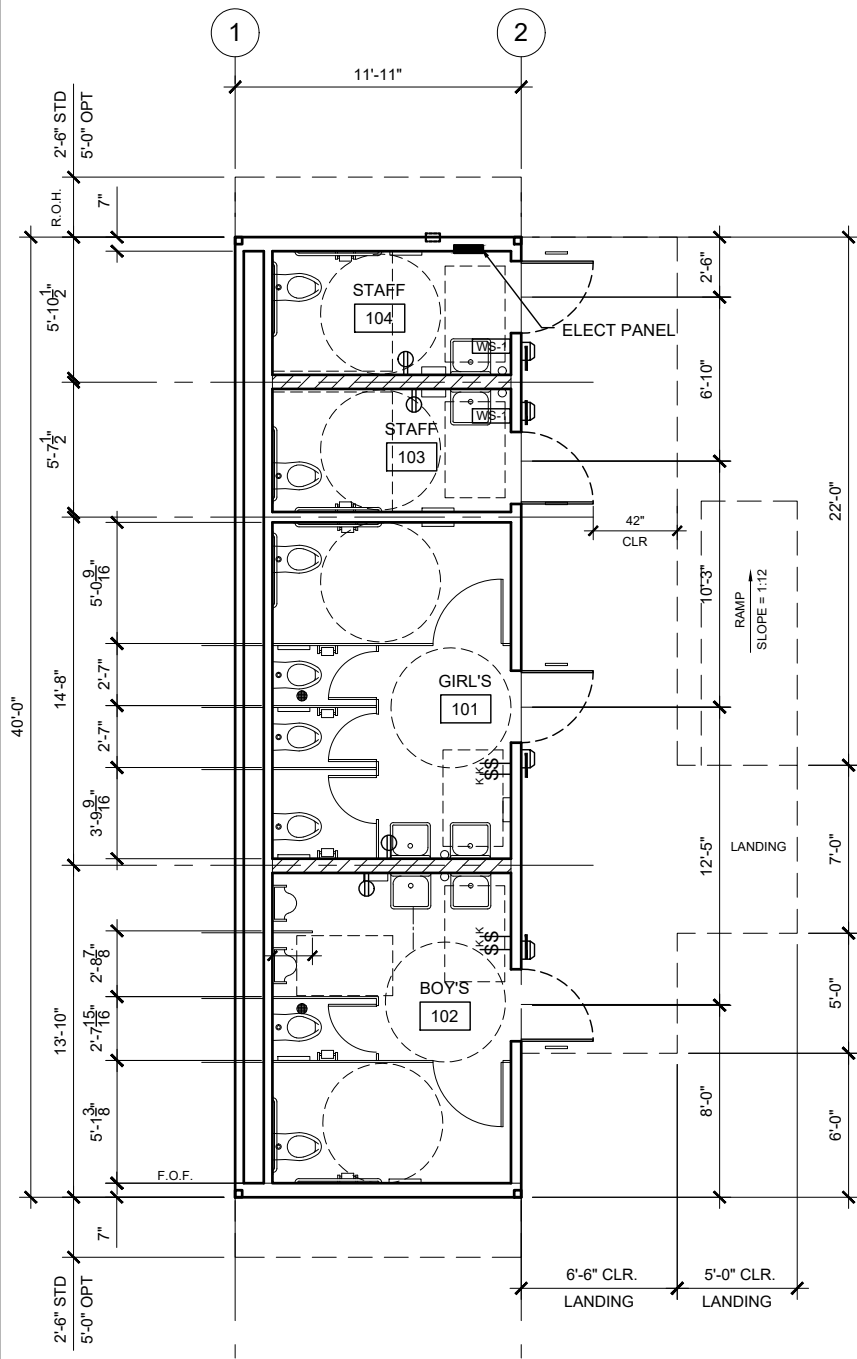 1
2
11'-11"
2'-6" STD
5'-0" OPT
R.O.H.
7"
2'-6"
5'-10 1/2"
STAFF
104
ELECT PANEL
WS-1
6'-10"
5'-7 1/2"
STAFF
103
WS-1
22'-0"
42"
CLR
10'-3"
RAMP
SLOPE = 1:12
5'-0 9/16"
14'-8"
40'-0"
2'-7"
GIRL'S
101
2'-7"
K K
$$
3'-9 9/16"
12'-5"
LANDING
7'-0"
K K
$$
2'-8 7/8"
BOY'S
102
5'-0"
13'-10"
2'-7 15/16"
5'-1 3/8"
8'-0"
6'-0"
F.O.F.
7"
2'-6" STD
5'-0" OPT
6'-6" CLR.
LANDING
5'-0" CLR.
LANDING